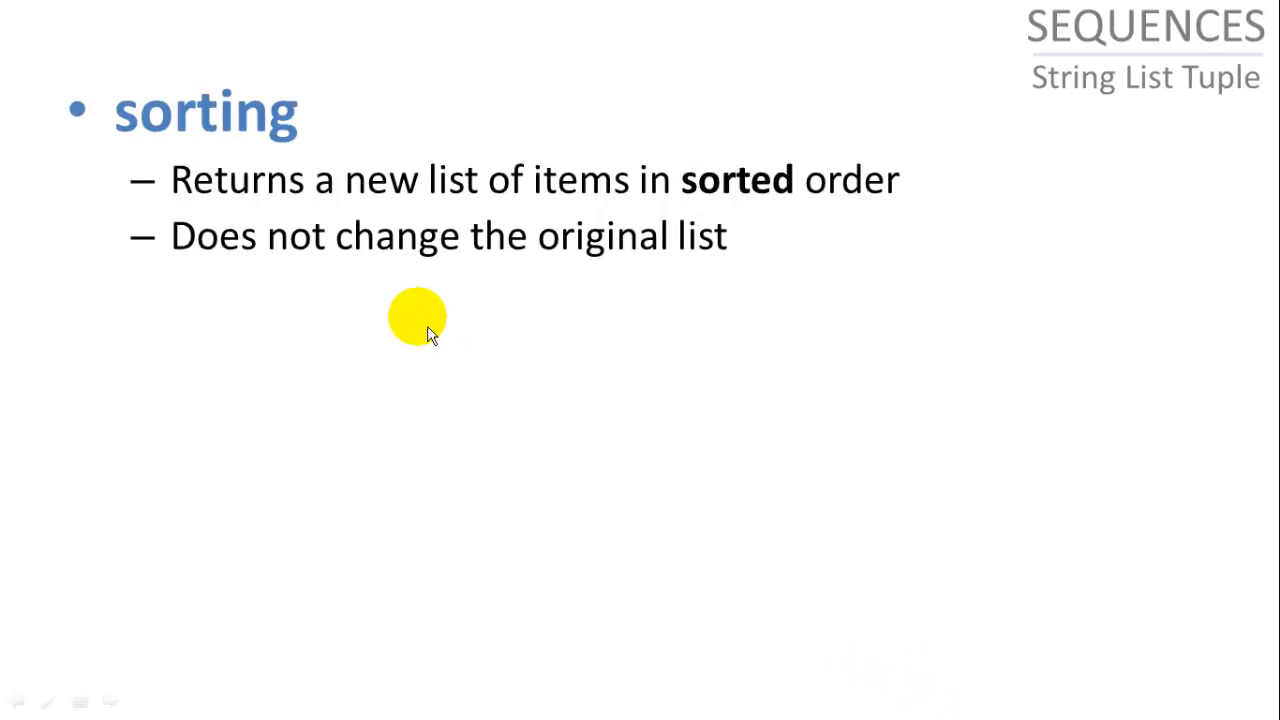 SEQUENCES
String List Tuple
• sorting
– Returns a new list of items in sorted order
– Does not change the original list